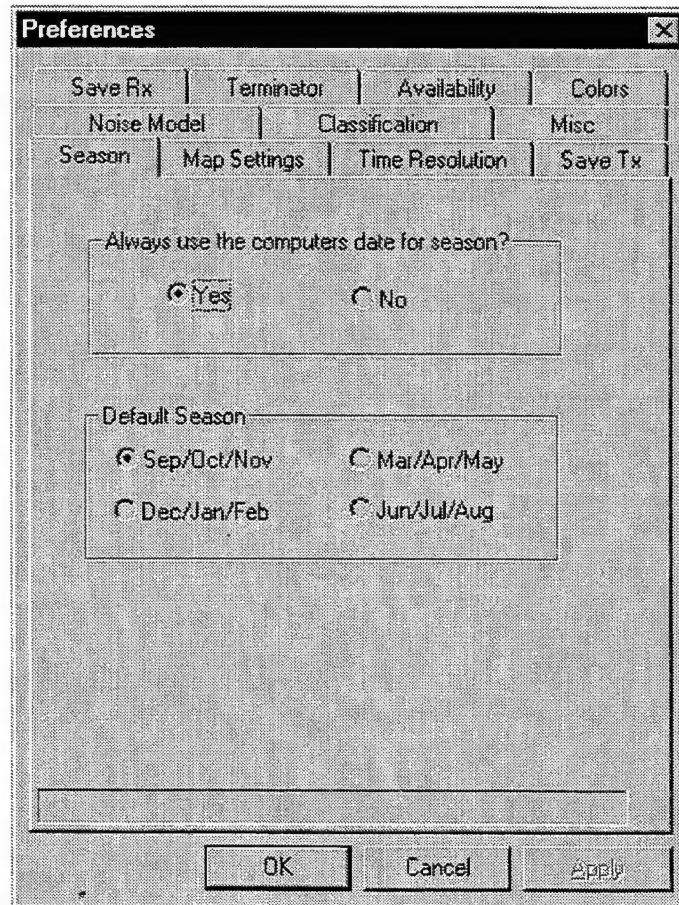 Preferences
Save Rx Terminator Availability Colors
Noise Model Classification Misc
Season Map Settings Time Resolution Save Tx
Always use the computers date for season?
Yes No
Default Season
Sep/Oct/Nov Mar/Apr/May
Dec/Jan/Feb Jun/Jul/Aug
OK Cancel Apply